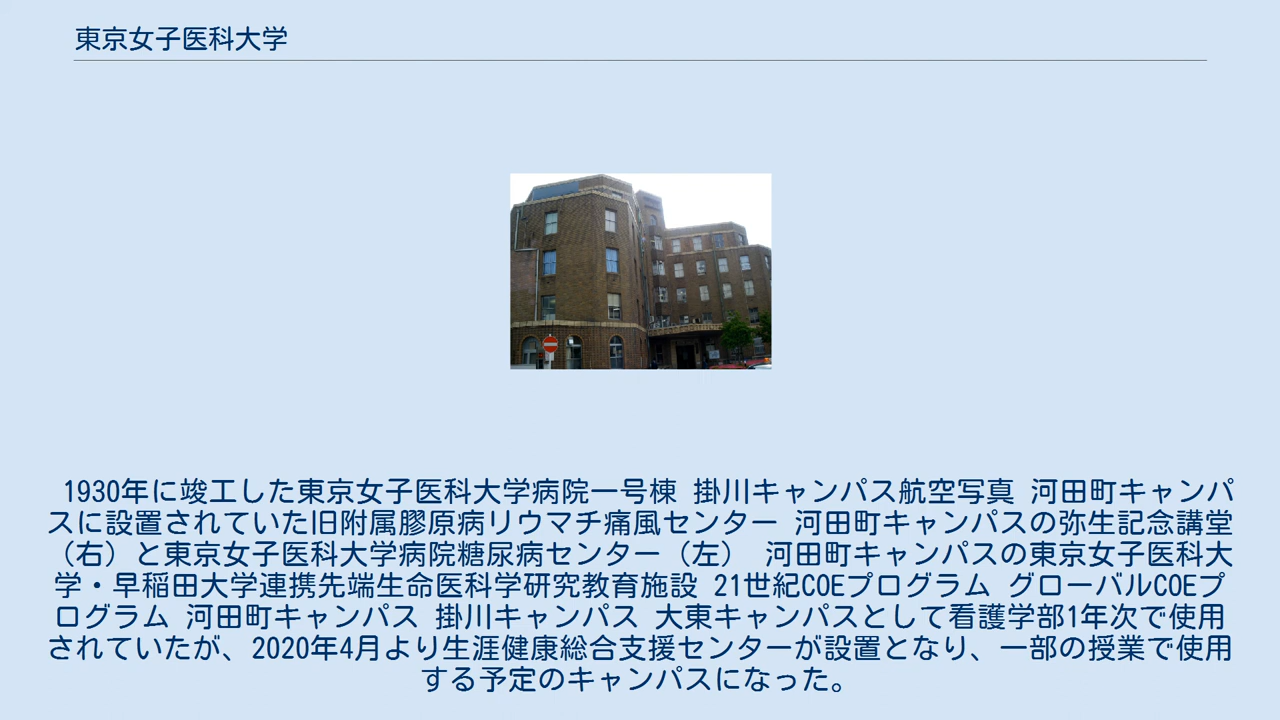 東京女子医科大学
1930年に竣工した東京女子医科大学病院一号棟 掛川キャンパス航空写真 河田町キャンパ
スに設置されていた旧附属膠原病リウマチ痛風センター 河田町キャンパスの弥生記念講堂
（右）と東京女子医科大学病院糖尿病センター（左） 河田町キャンパスの東京女子医科大
学・早稲田大学連携先端生命医科学研究教育施設 21世紀COEプログラム グローバルCOEプ
ログラム 河田町キャンパス 掛川キャンパス 大東キャンパスとして看護学部1年次で使用
されていたが、2020年4月より生涯健康総合支援センターが設置となり、一部の授業で使用
する予定のキャンパスになった。